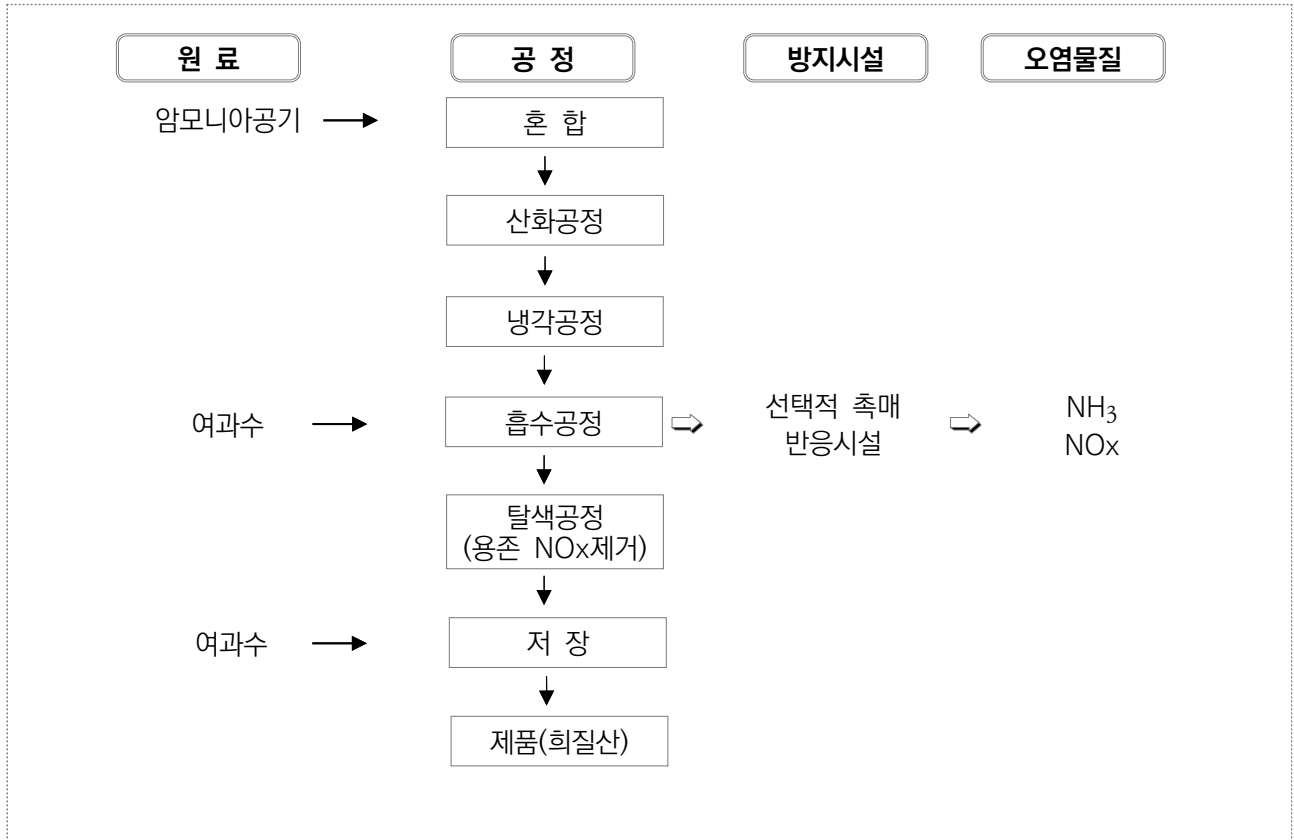 원 료
공 정
방지시설
오염물질
암모니아공기
혼 합
산화공정
냉각공정
여과수
흡수공정
선택적 촉매
반응시설
NH3
NOx
탈색공정
(용존 NOx제거)
여과수
저 장
제품(희질산)